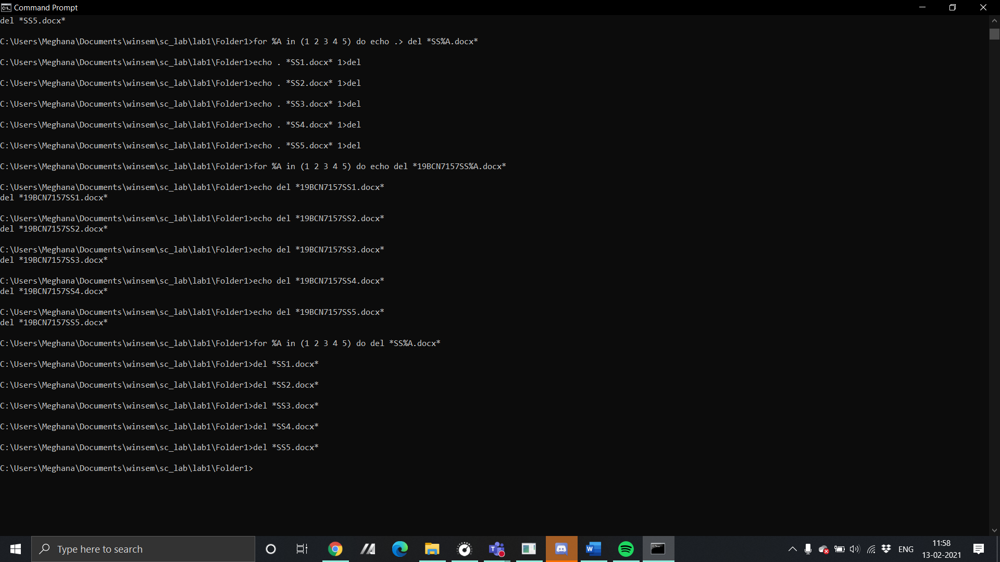 Command Prompt
del *SS5.docx*
C:\Users\Meghana\Documents\winsem\sc_lab\lab1\Folder1>for %A in (1 2 3 4 5) do echo .> del *SS%A.docx*
C:\Users\Meghana\Documents\winsem\sc_lab\lab1\Folder1>echo . *SS1.docx* 1>del
C:\Users\Meghana\Documents\winsem\sc_lab\lab1\Folder1>echo . *SS2.docx* 1>del
C:\Users\Meghana\Documents\winsem\sc_lab\lab1\Folder1>echo . *SS3.docx* 1>del
C:\Users\Meghana\Documents\winsem\sc_lab\lab1\Folder1>echo . *SS4.docx* 1>del
C:\Users\Meghana\Documents\winsem\sc_lab\lab1\Folder1>echo . *SS5.docx* 1>del
C:\Users\Meghana\Documents\winsem\sc_lab\lab1\Folder1>for %A in (1 2 3 4 5) do echo del *19BCN7157SS%A.docx*
C:\Users\Meghana\Documents\winsem\sc_lab\lab1\Folder1>echo del *19BCN7157SS1.docx*
del *19BCN7157SS1.docx*
C:\Users\Meghana\Documents\winsem\sc_lab\lab1\Folder1>echo del *19BCN7157SS2.docx*
del *19BCN7157SS2.docx*
C:\Users\Meghana\Documents\winsem\sc_lab\lab1\Folder1>echo del *19BCN7157SS3.docx*
del *19BCN7157SS3.docx*
C:\Users\Meghana\Documents\winsem\sc_lab\lab1\Folder1>echo del *19BCN7157SS4.docx*
del *19BCN7157SS4.docx*
C:\Users\Meghana\Documents\winsem\sc_lab\lab1\Folder1>echo del *19BCN7157SS5.docx*
del *19BCN7157SS5.docx*
C:\Users\Meghana\Documents\winsem\sc_lab\lab1\Folder1>for %A in (1 2 3 4 5) do del *SS%A.docx*
C:\Users\Meghana\Documents\winsem\sc_lab\lab1\Folder1>del *SS1.docx*
C:\Users\Meghana\Documents\winsem\sc_lab\lab1\Folder1>del *SS2.docx*
C:\Users\Meghana\Documents\winsem\sc_lab\lab1\Folder1>del *SS3.docx*
C:\Users\Meghana\Documents\winsem\sc_lab\lab1\Folder1>del *SS4.docx*
C:\Users\Meghana\Documents\winsem\sc_lab\lab1\Folder1>del *SS5.docx*
C:\Users\Meghana\Documents\winsem\sc_lab\lab1\Folder1>
Type here to search
ENG
11:58
13-02-2021